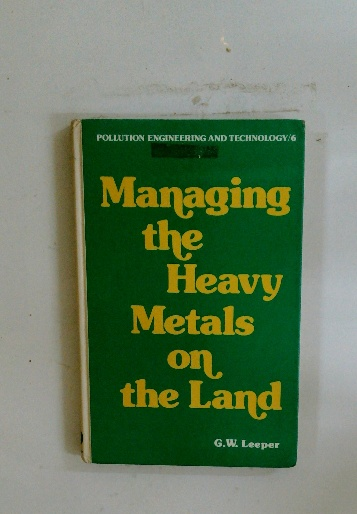 POLLUTION ENGINEERING AND TECHNOLOGY/6
Managing
the
Heavy
Metals
on
the Land
G.W. Leeper